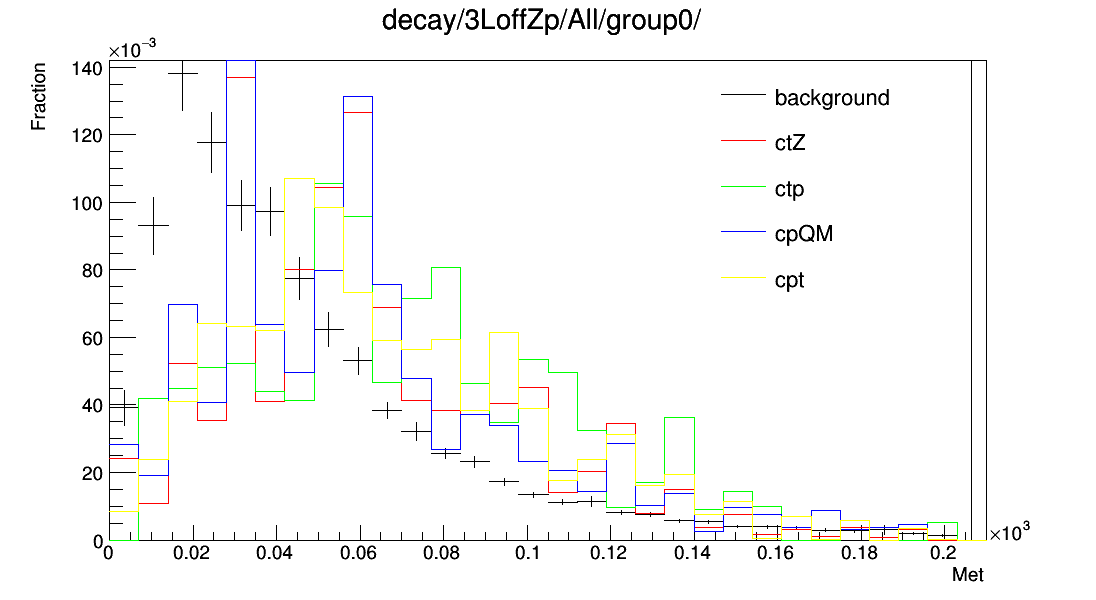 decay/3LoffZp/All/group0/
×10⁻³
Fraction
140
120
100
80
60
40
20
0
background
ctZ
ctp
cpQM
cpt
0 0.02 0.04 0.06 0.08 0.1 0.12 0.14 0.16 0.18 0.2
×10³
Met